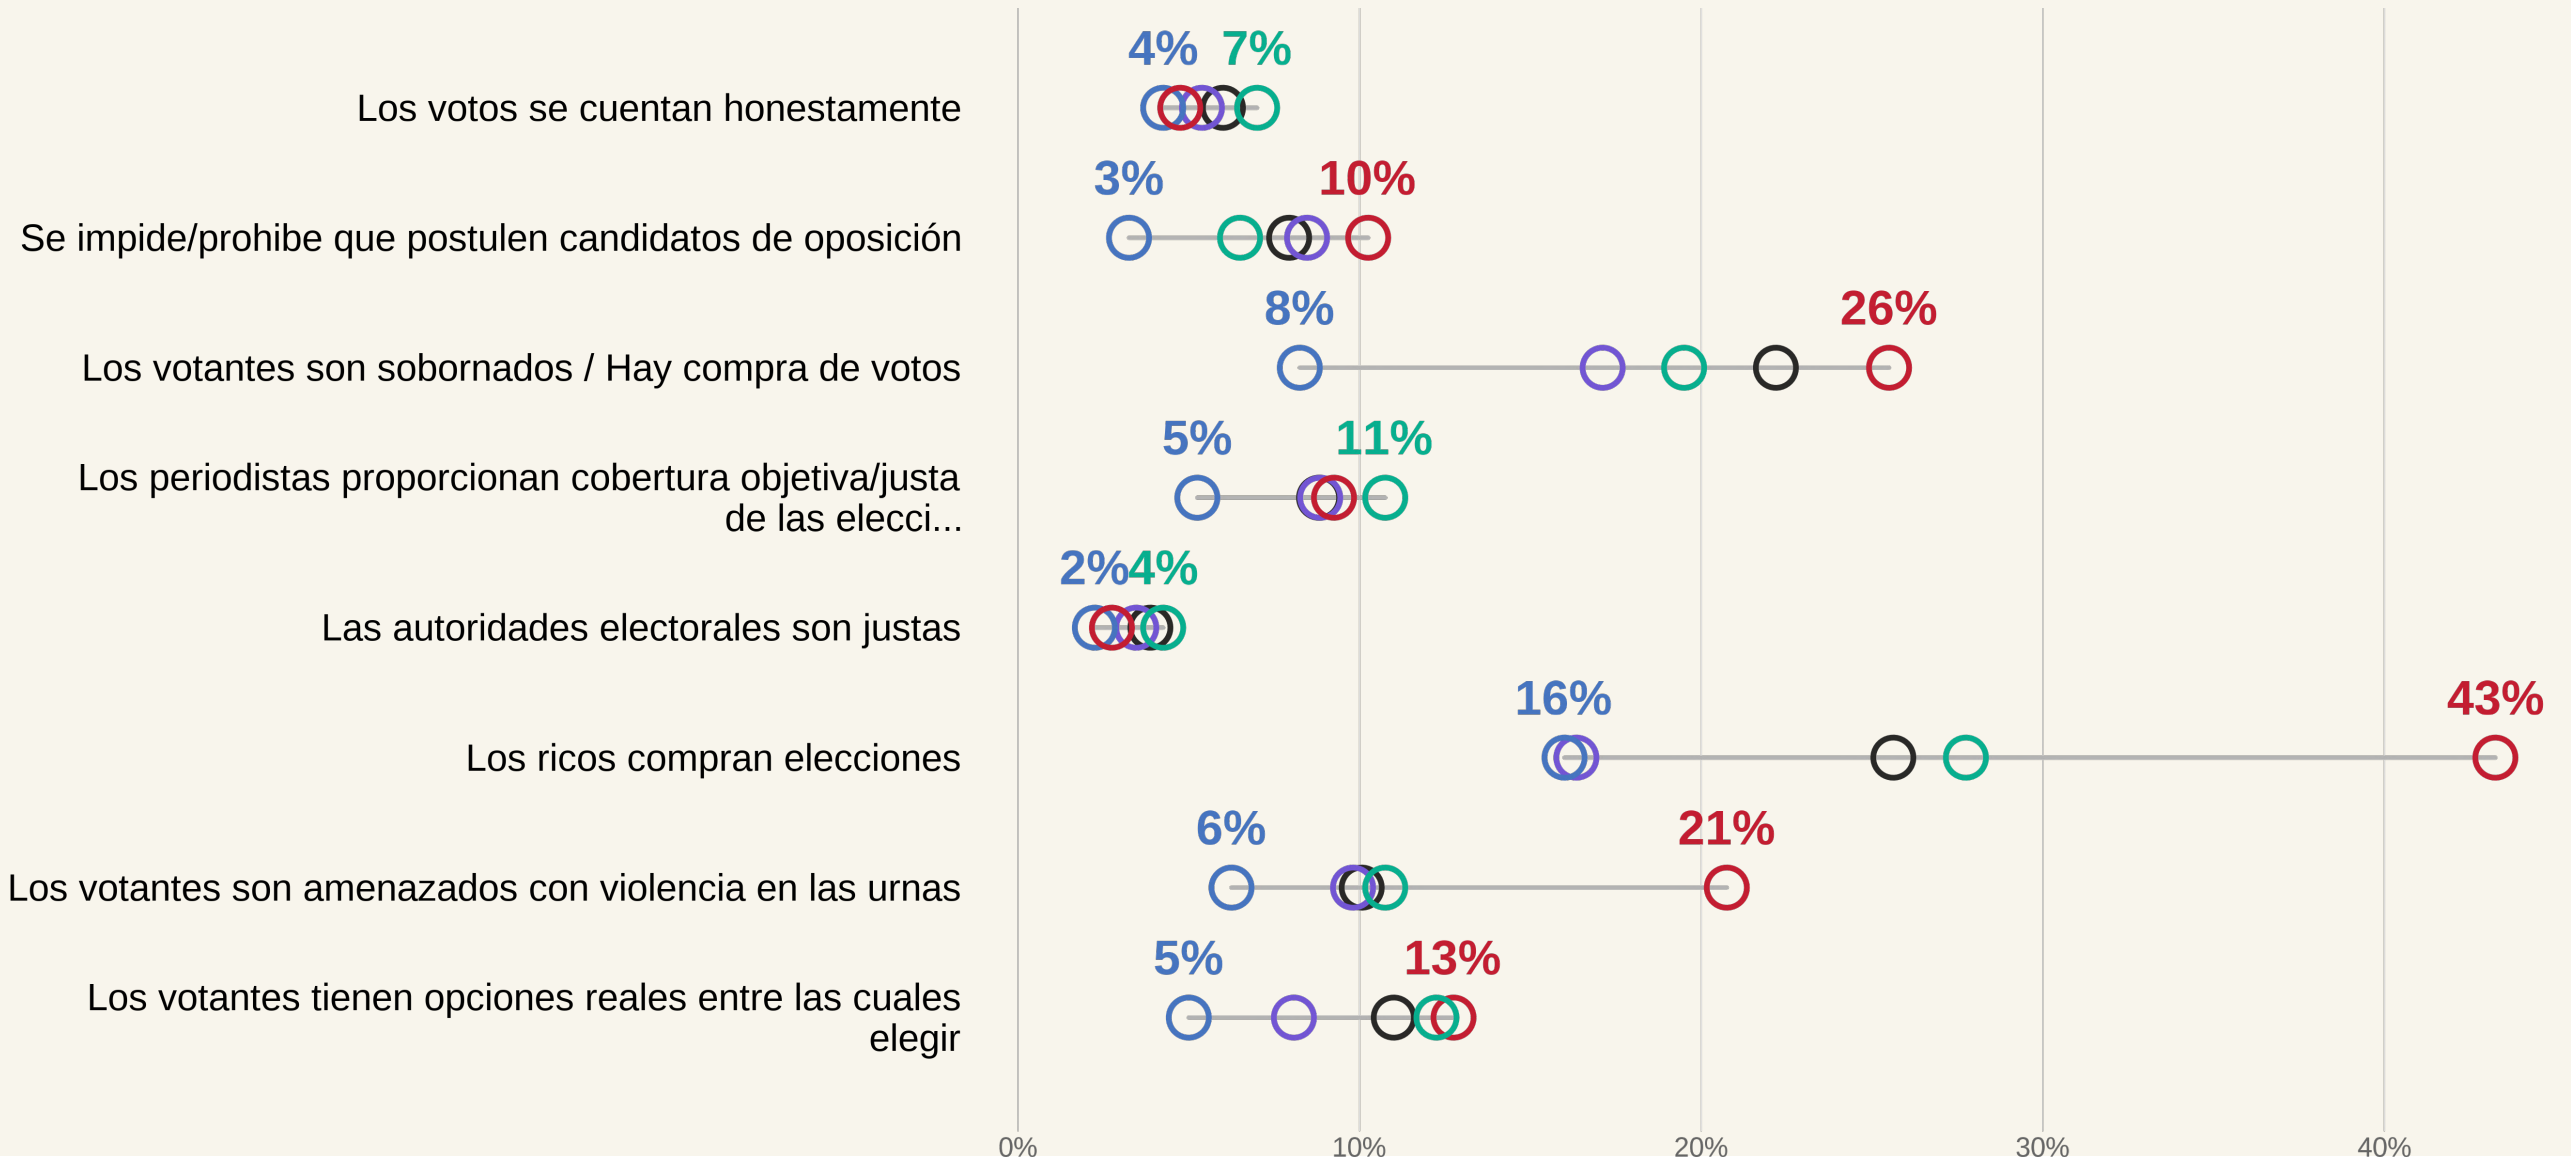 4% 7%
Los votos se cuentan honestamente
3% 10%
Se impide/prohibe que postulen candidatos de oposición
8% 26%
Los votantes son sobornados / Hay compra de votos
5% 11%
Los periodistas proporcionan cobertura objetiva/justa
de las elecci...
2% 4%
Las autoridades electorales son justas
16% 43%
Los ricos compran elecciones
6% 21%
Los votantes son amenazados con violencia en las urnas
5% 13%
Los votantes tienen opciones reales entre las cuales
elegir
0% 10% 20% 30% 40%